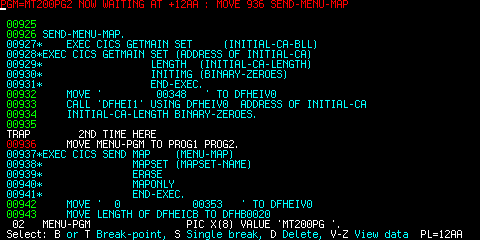 PGM=MT200PG2 NOW WAITING AT +12AA : MOVE 936 SEND-MENU-MAP
00925
00926 SEND-MENU-MAP.
00927* EXEC CICS GETMAIN SET (INITIAL-CA-BLL)
00928*EXEC CICS GETMAIN SET (ADDRESS OF INITIAL-CA)
00929* LENGTH (INITIAL-CA-LENGTH)
00930* INITIMG (BINARY-ZEROES)
00931* END-EXEC.
00932 MOVE ' 00348 ' TO DFHEIV0
00933 CALL 'DFHEI1' USING DFHEIV0 ADDRESS OF INITIAL-CA
00934 INITIAL-CA-LENGTH BINARY-ZEROES.
00935
TRAP 2ND TIME HERE
00936 MOVE MENU-PGM TO PROG1 PROG2.
00937*EXEC CICS SEND MAP (MENU-MAP)
00938* MAPSET (MAPSET-NAME)
00939* ERASE
00940* MAPONLY
00941* END-EXEC.
00942 MOVE ' 0 00353 ' TO DFHEIV0
00943 MOVE LENGTH OF DFHEICB TO DFHB0020
02 MENU-PGM PIC X(8) VALUE 'MT200PG '.
Select: B or T Break-point, S Single break, D Delete, V-Z View data PL=12AA